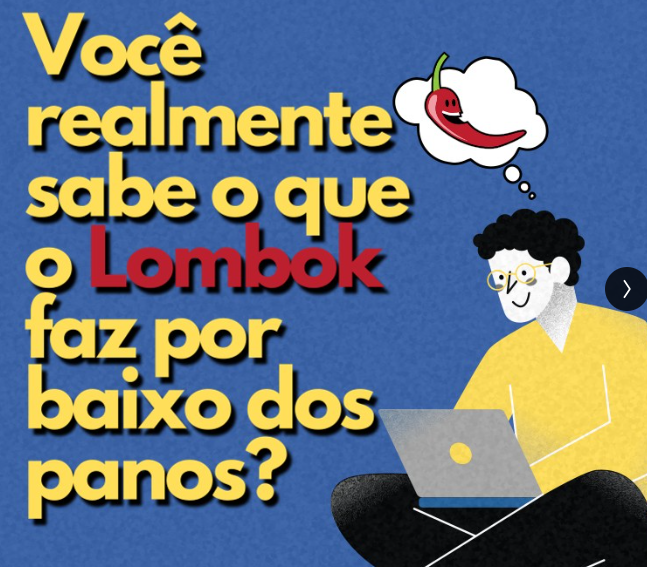 Você
realmente
sabe o que
o Lombok
faz por
baixo dos
panos?